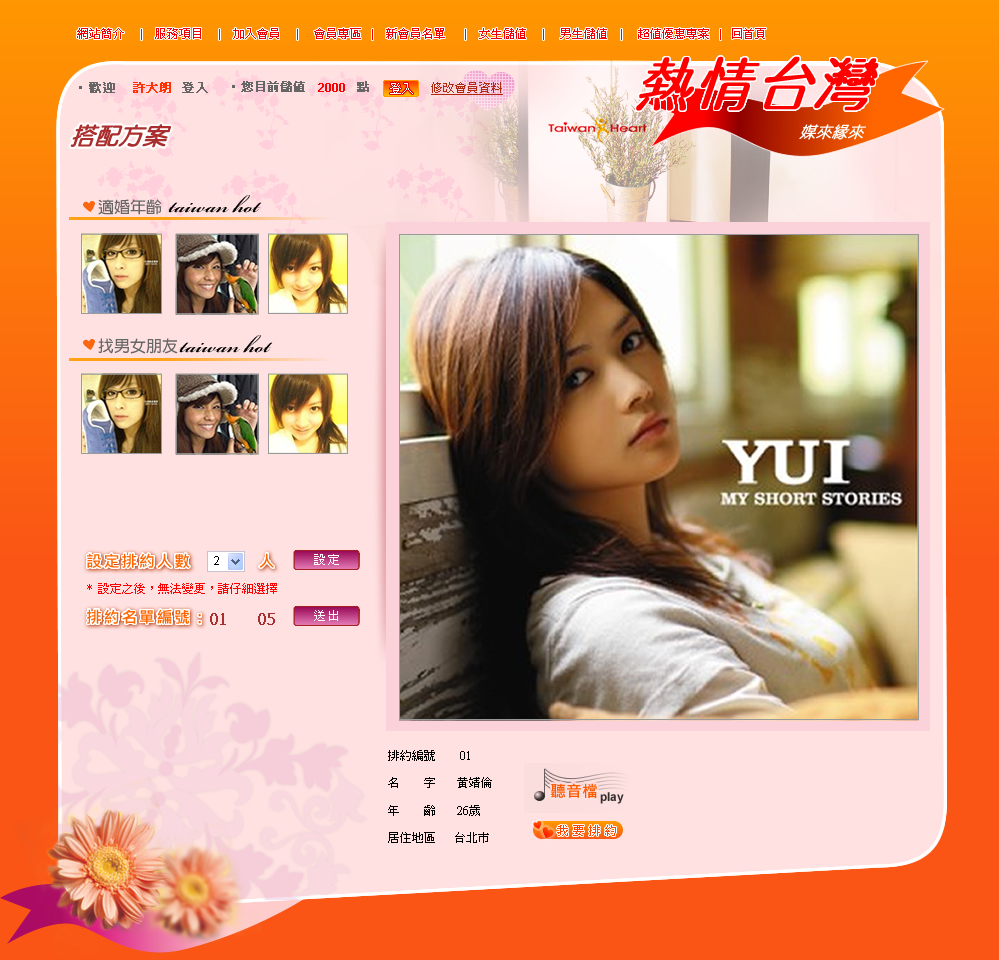 網站簡介 | 服務項目 | 加入會員 | 會員專區 | 新會員名單 | 女生儲值 | 男生儲值 | 超值優惠專案 | 回首頁
熱情台灣
Taiwan Heart
媒來緣來
・歡迎 許大朗 登入 ・您目前儲值 2000 點 登入 修改會員資料
搭配方案
適婚年齡 taiwan hot
找男女朋友 taiwan hot
YUI
MY SHORT STORIES
設定排約人數 2 人 設定
* 設定之後，無法變更，請仔細選擇
排約名單編號：01 05 送出
排約編號 01
名 字 黃婧倫
年 齡 26歲
居住地區 台北市
聽音檔 play
我要排約